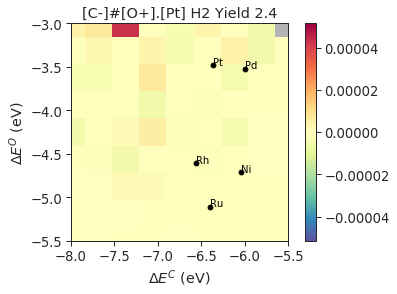 [C-]#[O+].[Pt] H2 Yield 2.4
−3.0
−3.5
−4.0
−4.5
−5.0
−5.5
ΔE^O (eV)
Pt
Pd
Rh
Ni
Ru
−8.0 −7.5 −7.0 −6.5 −6.0 −5.5
ΔE^C (eV)
0.00004
0.00002
0.00000
−0.00002
−0.00004